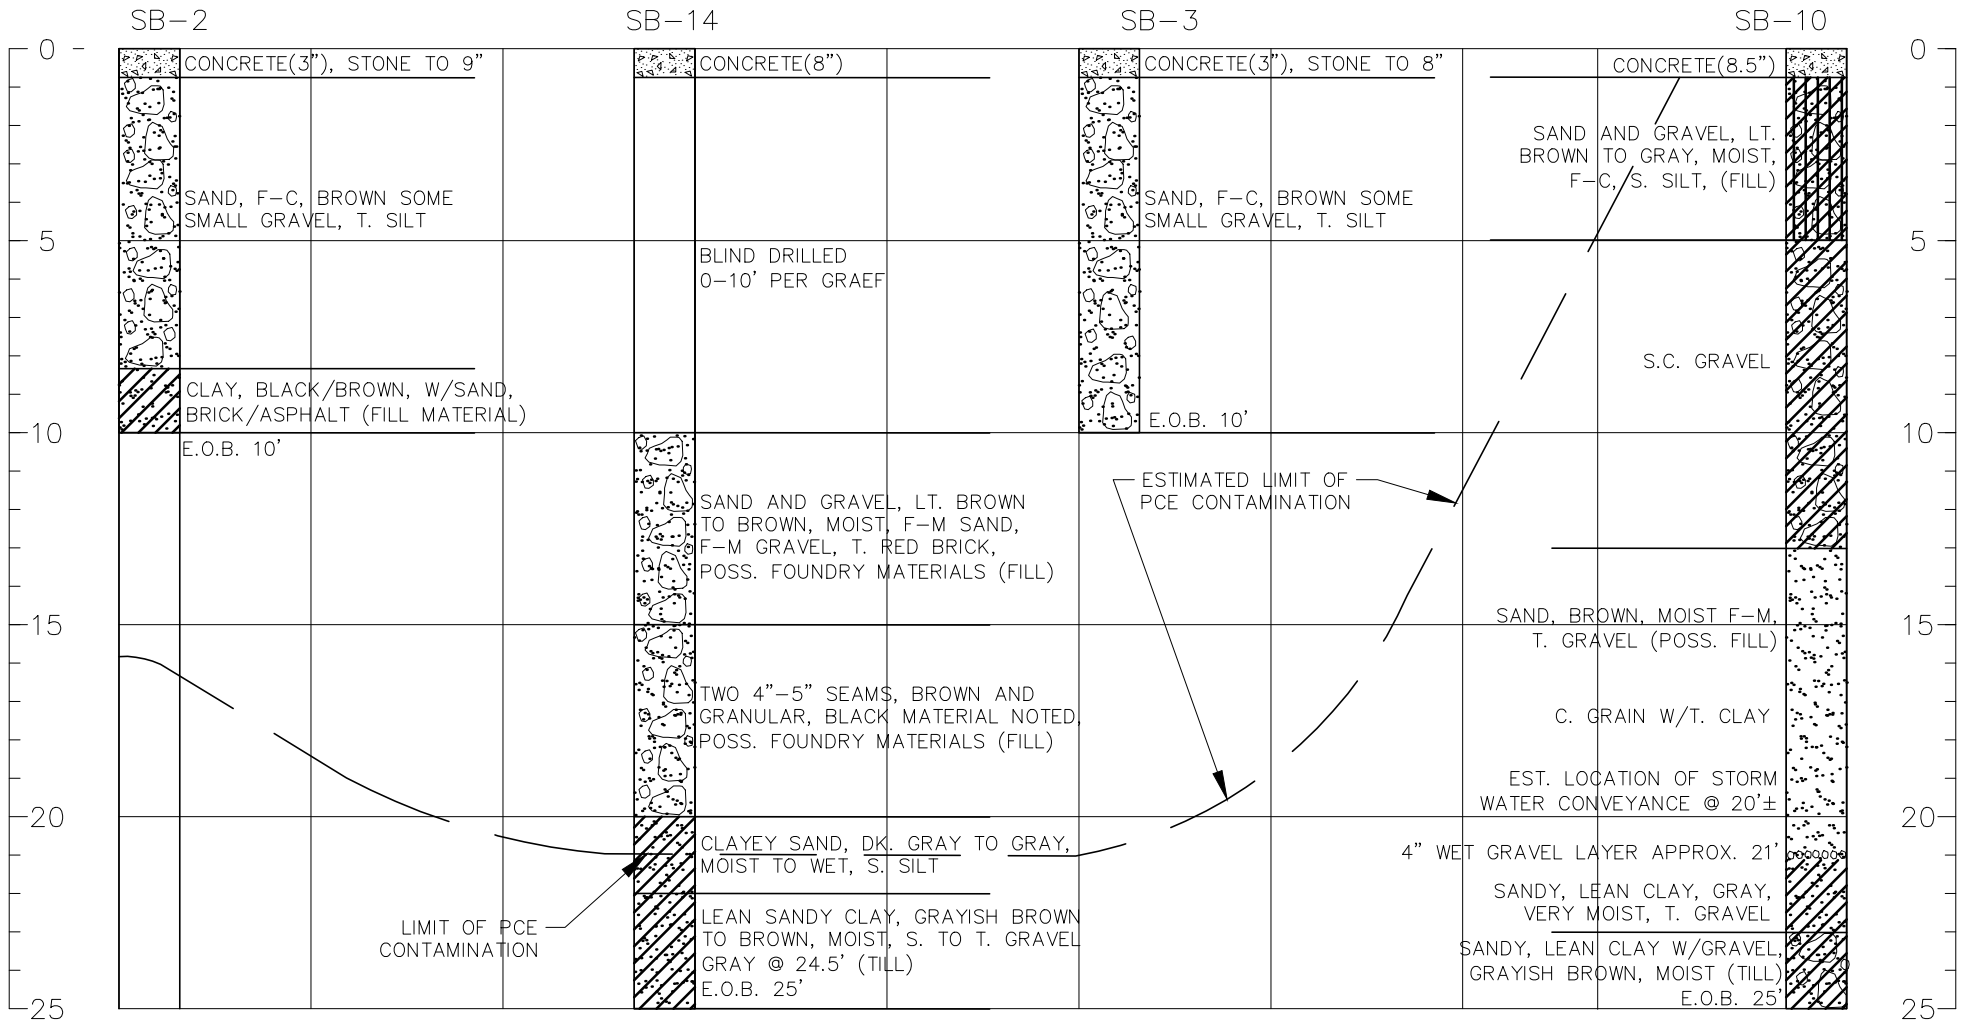 SB-2
SB-14
SB-3
SB-10
0
5
10
15
20
25
CONCRETE(3"), STONE TO 9"
SAND, F-C, BROWN SOME
SMALL GRAVEL, T. SILT
CLAY, BLACK/BROWN, W/SAND,
BRICK/ASPHALT (FILL MATERIAL)
E.O.B. 10'
CONCRETE(8")
BLIND DRILLED
0-10' PER GRAEF
SAND AND GRAVEL, LT. BROWN
TO BROWN, MOIST, F-M SAND,
F-M GRAVEL, T. RED BRICK,
POSS. FOUNDRY MATERIALS (FILL)
TWO 4"-5" SEAMS, BROWN AND
GRANULAR, BLACK MATERIAL NOTED,
POSS. FOUNDRY MATERIALS (FILL)
CLAYEY SAND, DK. GRAY TO GRAY,
MOIST TO WET, S. SILT
LEAN SANDY CLAY, GRAYISH BROWN
TO BROWN, MOIST, S. TO T. GRAVEL
GRAY @ 24.5' (TILL)
E.O.B. 25'
LIMIT OF PCE
CONTAMINATION
CONCRETE(3"), STONE TO 8"
SAND, F-C, BROWN SOME
SMALL GRAVEL, T. SILT
E.O.B. 10'
ESTIMATED LIMIT OF
PCE CONTAMINATION
CONCRETE(8.5")
SAND AND GRAVEL, LT.
BROWN TO GRAY, MOIST,
F-C, S. SILT, (FILL)
S.C. GRAVEL
SAND, BROWN, MOIST F-M,
T. GRAVEL (POSS. FILL)
C. GRAIN W/T. CLAY
EST. LOCATION OF STORM
WATER CONVEYANCE @ 20'±
4" WET GRAVEL LAYER APPROX. 21'
SANDY, LEAN CLAY, GRAY,
VERY MOIST, T. GRAVEL
SANDY, LEAN CLAY W/GRAVEL,
GRAYISH BROWN, MOIST (TILL)
E.O.B. 25'
0
5
10
15
20
25